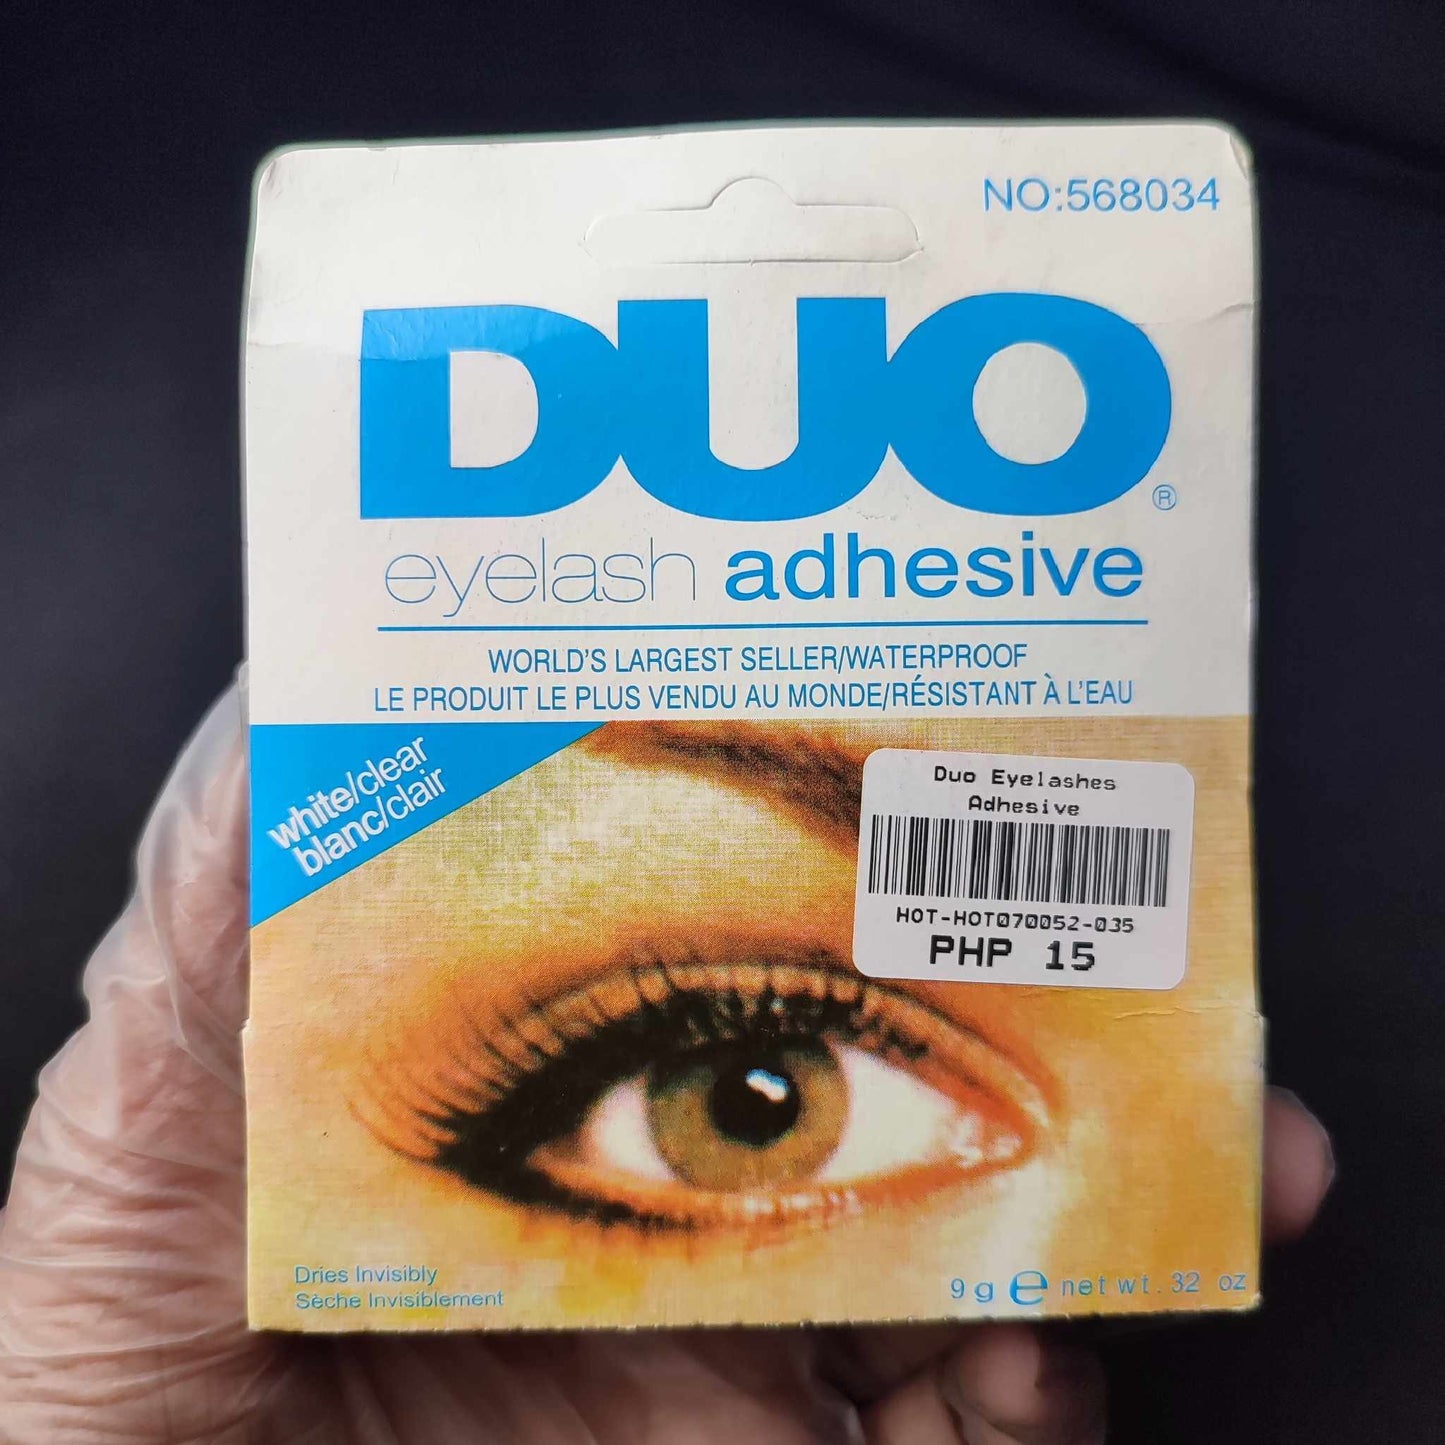 NO:568034
DUO®
eyelash adhesive
WORLD'S LARGEST SELLER/WATERPROOF
LE PRODUIT LE PLUS VENDU AU MONDE/RÉSISTANT À L'EAU
white/clear
blanc/clair
Duo Eyelashes
Adhesive
HOT-HOT070052-035
PHP 15
Dries Invisibly
Sèche Invisiblement
9 g ℮ net wt. 32 oz